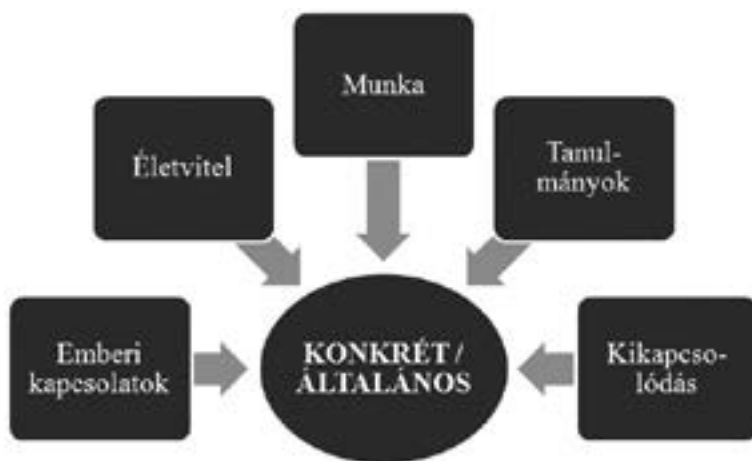 Munka
Életvitel
Tanul-
mányok
Emberi
kapcsolatok
KONKRÉT /
ÁLTALÁNOS
Kikapcso-
lódás